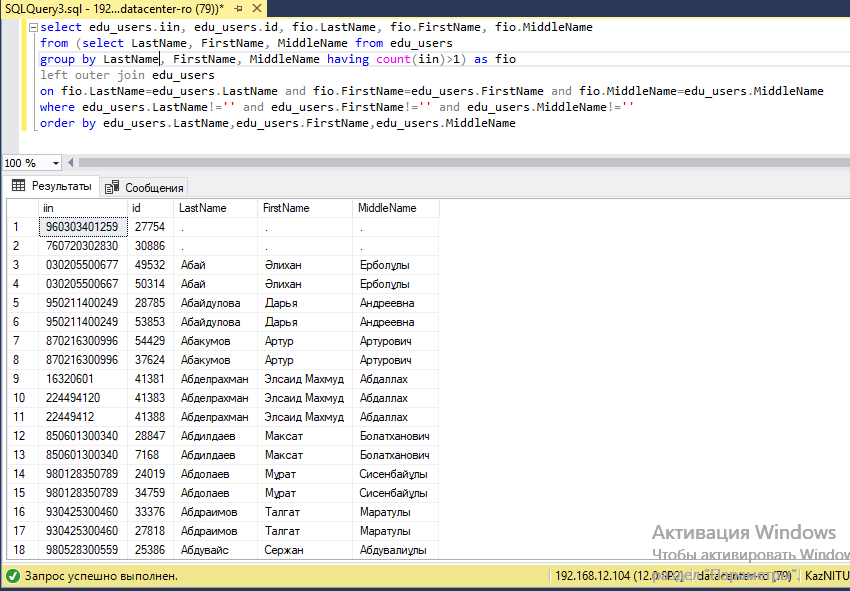 SQLQuery3.sql - 192...datacenter-ro (79))*
select edu_users.iin, edu_users.id, fio.LastName, fio.FirstName, fio.MiddleName
from (select LastName, FirstName, MiddleName from edu_users
group by LastName, FirstName, MiddleName having count(iin)>1) as fio
left outer join edu_users
on fio.LastName=edu_users.LastName and fio.FirstName=edu_users.FirstName and fio.MiddleName=edu_users.MiddleName
where edu_users.LastName!='' and edu_users.FirstName!='' and edu_users.MiddleName!=''
order by edu_users.LastName,edu_users.FirstName,edu_users.MiddleName
100 %
Результаты Сообщения
iin id LastName FirstName MiddleName
1 960303401259 27754 . . .
2 760720302830 30886 . . .
3 030205500677 49532 Абай Әлихан Ерболұлы
4 030205500667 50314 Абай Әлихан Ерболұлы
5 950211400249 28785 Абайдулова Дарья Андреевна
6 950211400249 53853 Абайдулова Дарья Андреевна
7 870216300996 54429 Абакумов Артур Артурович
8 870216300996 37624 Абакумов Артур Артурович
9 16320601 41381 Абделрахман Элсаид Махмуд Абдаллах
10 224494120 41383 Абделрахман Элсаид Махмуд Абдаллах
11 22449412 41388 Абделрахман Элсаид Махмуд Абдаллах
12 850601300340 28847 Абдилдаев Максат Болатханович
13 850601300340 7168 Абдилдаев Максат Болатханович
14 980128350789 24019 Абдолаев Мұрат Сисенбайұлы
15 980128350789 34759 Абдолаев Мұрат Сисенбайұлы
16 930425300460 33376 Абдраимов Талгат Маратулы
17 930425300460 27818 Абдраимов Талгат Маратулы
18 980528300559 25386 Абдувайс Сержан Абдувалиұлы
Активация Windows
Чтобы активировать Windov
раздел "Параметры".
Запрос успешно выполнен.
192.168.12.104 (12.0 SP2) datacenter-ro (79) KazNITU